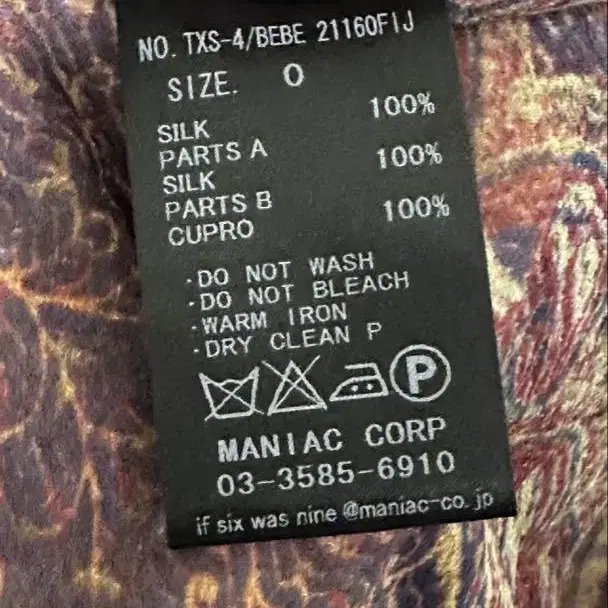 NO. TXS-4/BEBE 21160FIJ
SIZE. 0
SILK 100%
PARTS A
SILK 100%
PARTS B
CUPRO 100%
·DO NOT WASH
·DO NOT BLEACH
·WARM IRON
·DRY CLEAN P
P
MANIAC CORP
03-3585-6910
if six was nine @maniac-co.jp